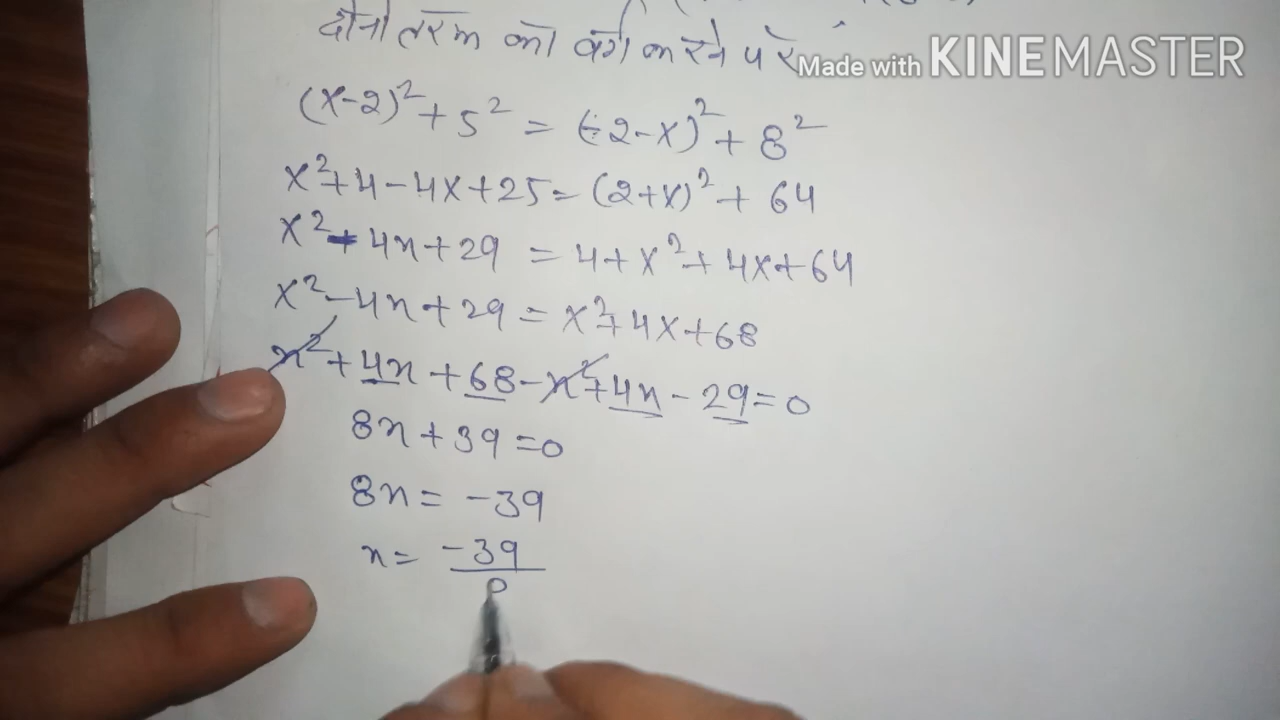 दोनो तरफ का वर्ग करने पर
Made with KINEMASTER
(x-2)² + 5² = (-2-x)² + 8²
x²+4-4x+25 = (2+x)² + 64
x² - 4x + 29 = 4+x²+4x+64
x² - 4x + 29 = x²+4x+68
x² + 4x + 68 - x² + 4x - 29 = 0
8x + 39 = 0
8x = -39
x = -39